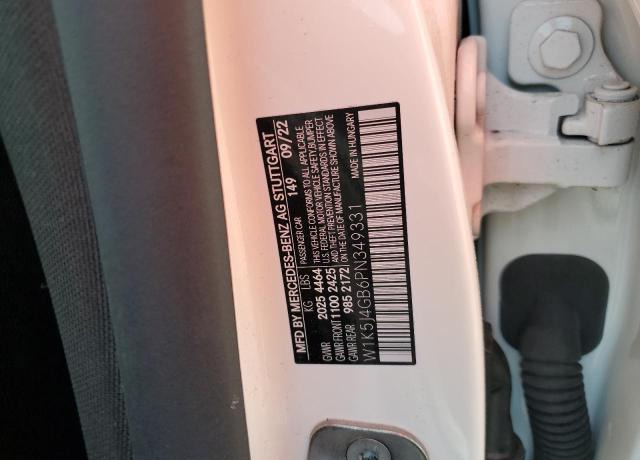 MFD BY MERCEDES-BENZ AG STUTTGART
KG LBS PASSENGER CAR 149 09/22
GAWR 2025 4464 THIS VEHICLE CONFORMS TO ALL APPLICABLE
GAWR FRONT 1100 2425 U.S. FEDERAL MOTOR VEHICLE SAFETY, BUMPER
GAWR REAR 985 2172 AND THEFT PREVENTION STANDARDS IN EFFECT
ON THE DATE OF MANUFACTURE SHOWN ABOVE
W1K5J4GB6PN349331 MADE IN HUNGARY